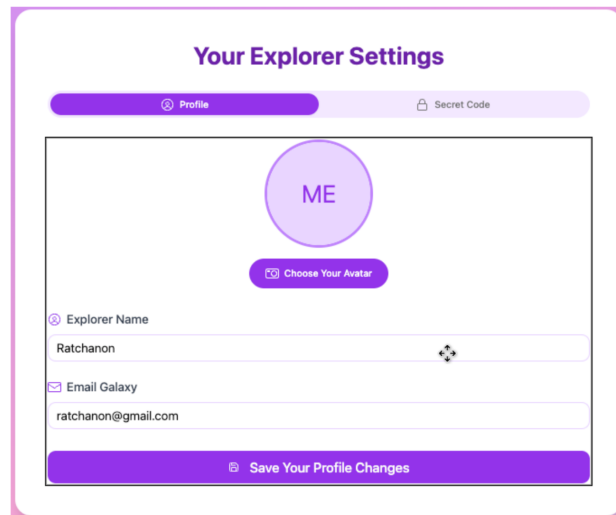 Your Explorer Settings
Profile
Secret Code
ME
Choose Your Avatar
Explorer Name
Ratchanon
Email Galaxy
ratchanon@gmail.com
Save Your Profile Changes